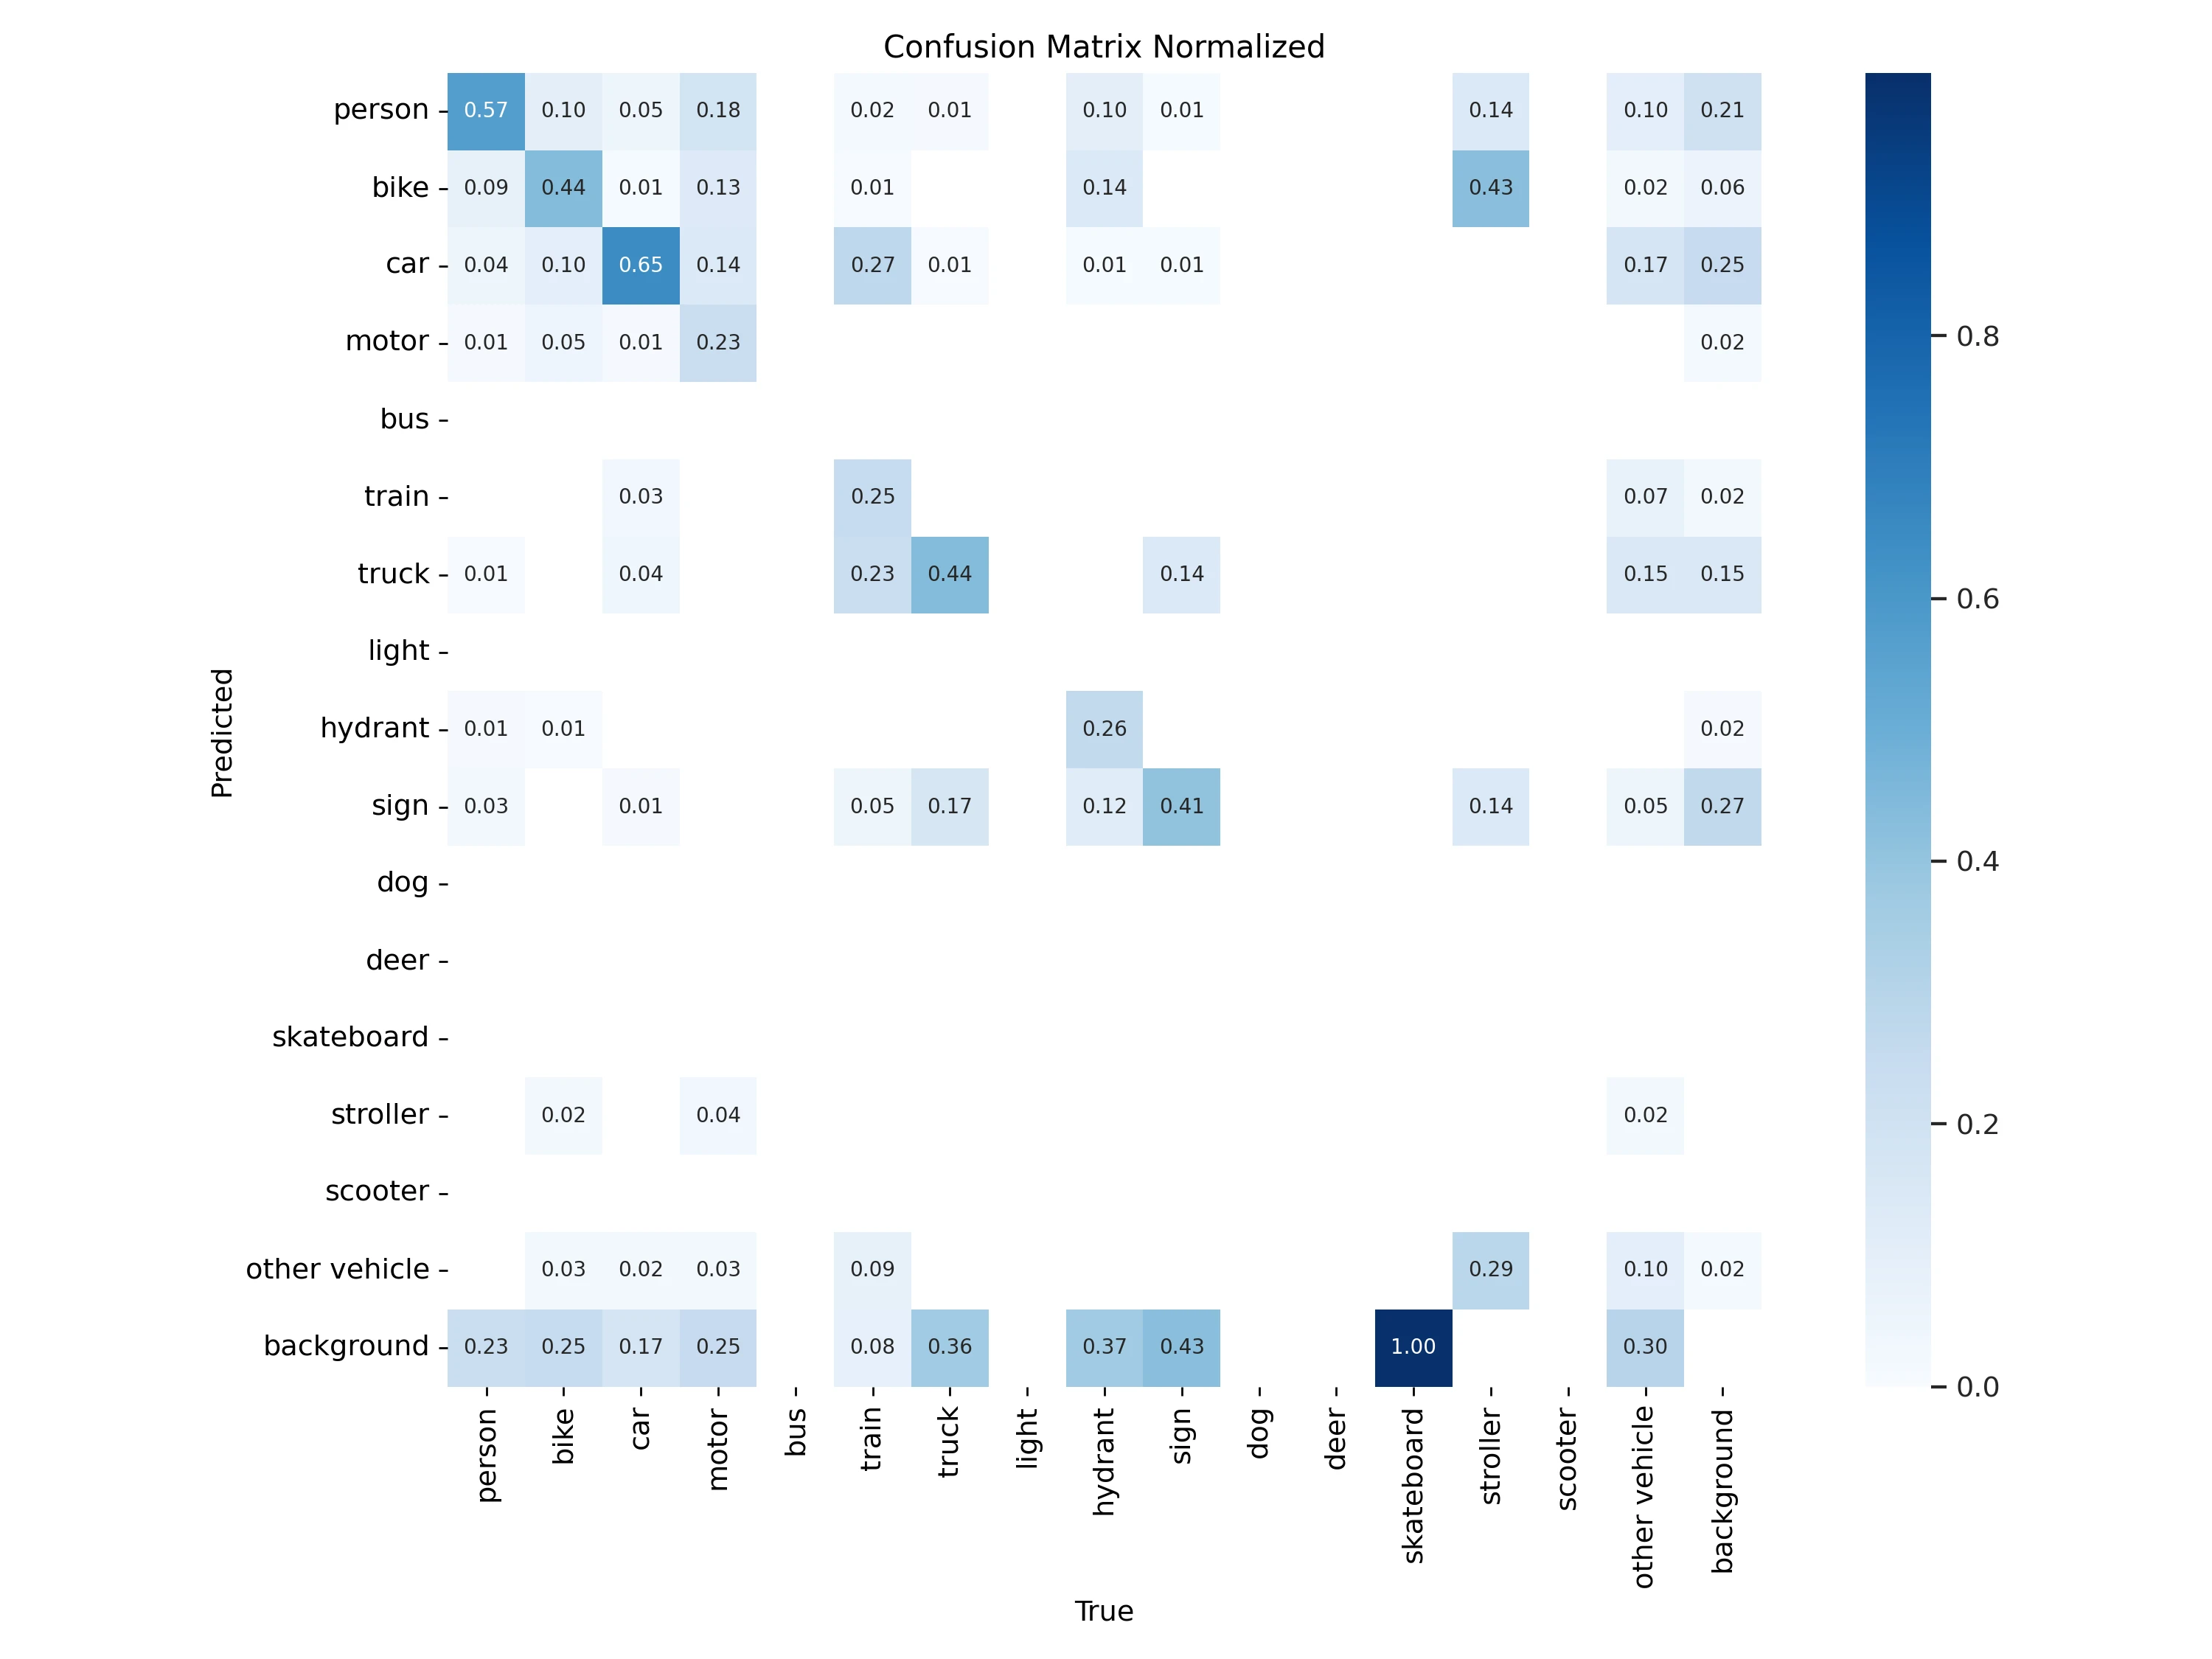 Confusion Matrix Normalized
person 0.57 0.10 0.05 0.18 0.02 0.01 0.10 0.01 0.14 0.10 0.21
bike 0.09 0.44 0.01 0.13 0.01 0.14 0.43 0.02 0.06
car 0.04 0.10 0.65 0.14 0.27 0.01 0.01 0.01 0.17 0.25
motor 0.01 0.05 0.01 0.23 0.02
bus
train 0.03 0.25 0.07 0.02
truck 0.01 0.04 0.23 0.44 0.14 0.15 0.15
light
hydrant 0.01 0.01 0.26 0.02
sign 0.03 0.01 0.05 0.17 0.12 0.41 0.14 0.05 0.27
dog
deer
skateboard
stroller 0.02 0.04 0.02
scooter
other vehicle 0.03 0.02 0.03 0.09 0.29 0.10 0.02
background 0.23 0.25 0.17 0.25 0.08 0.36 0.37 0.43 1.00 0.30
Predicted
person bike car motor bus train truck light hydrant sign dog deer skateboard stroller scooter other vehicle background
True
0.8
0.6
0.4
0.2
0.0